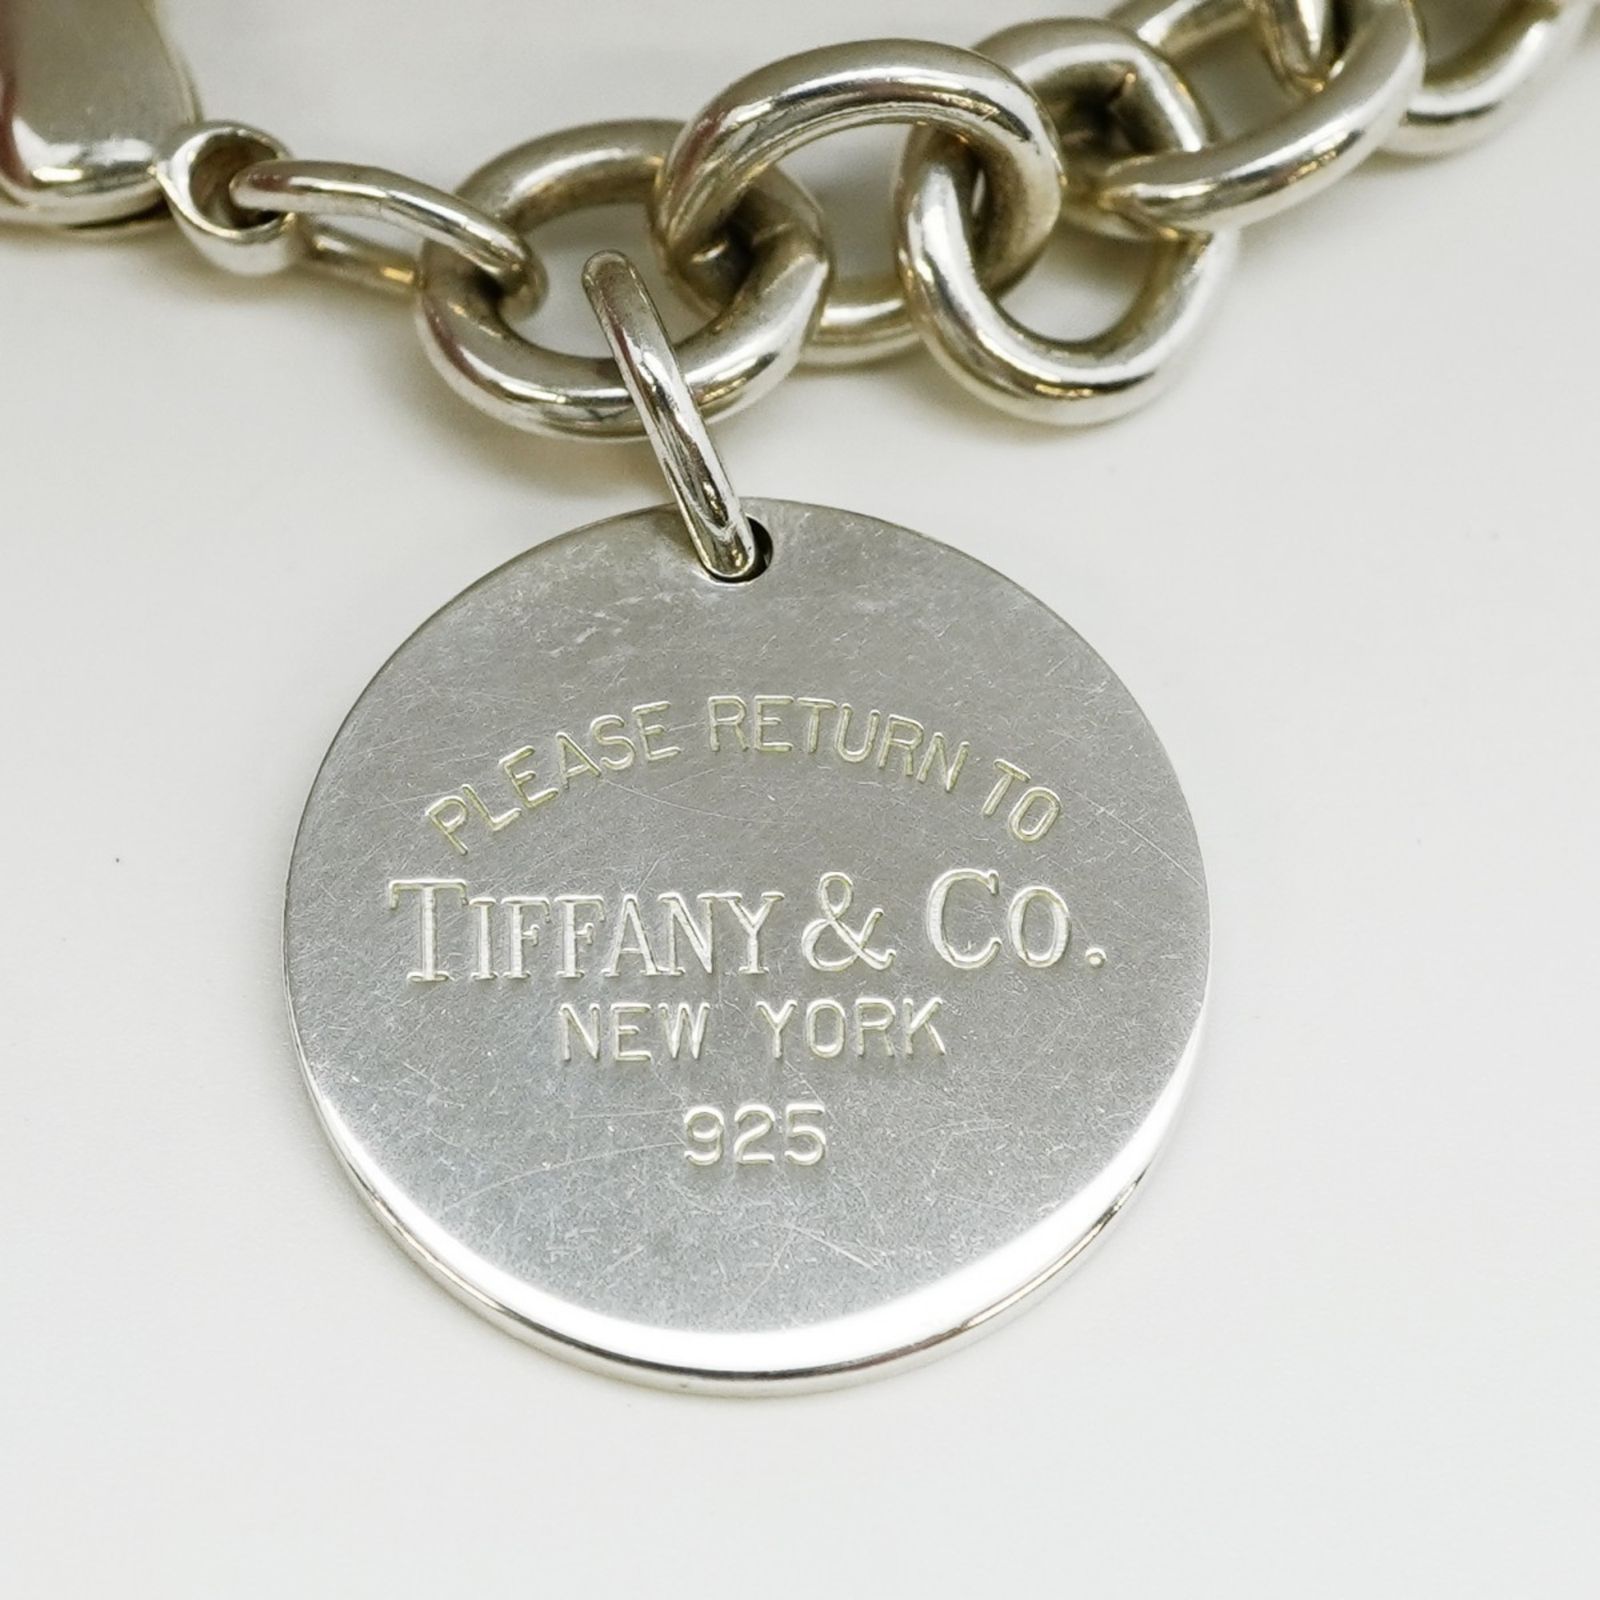 PLEASE RETURN TO
TIFFANY & CO.
NEW YORK
925